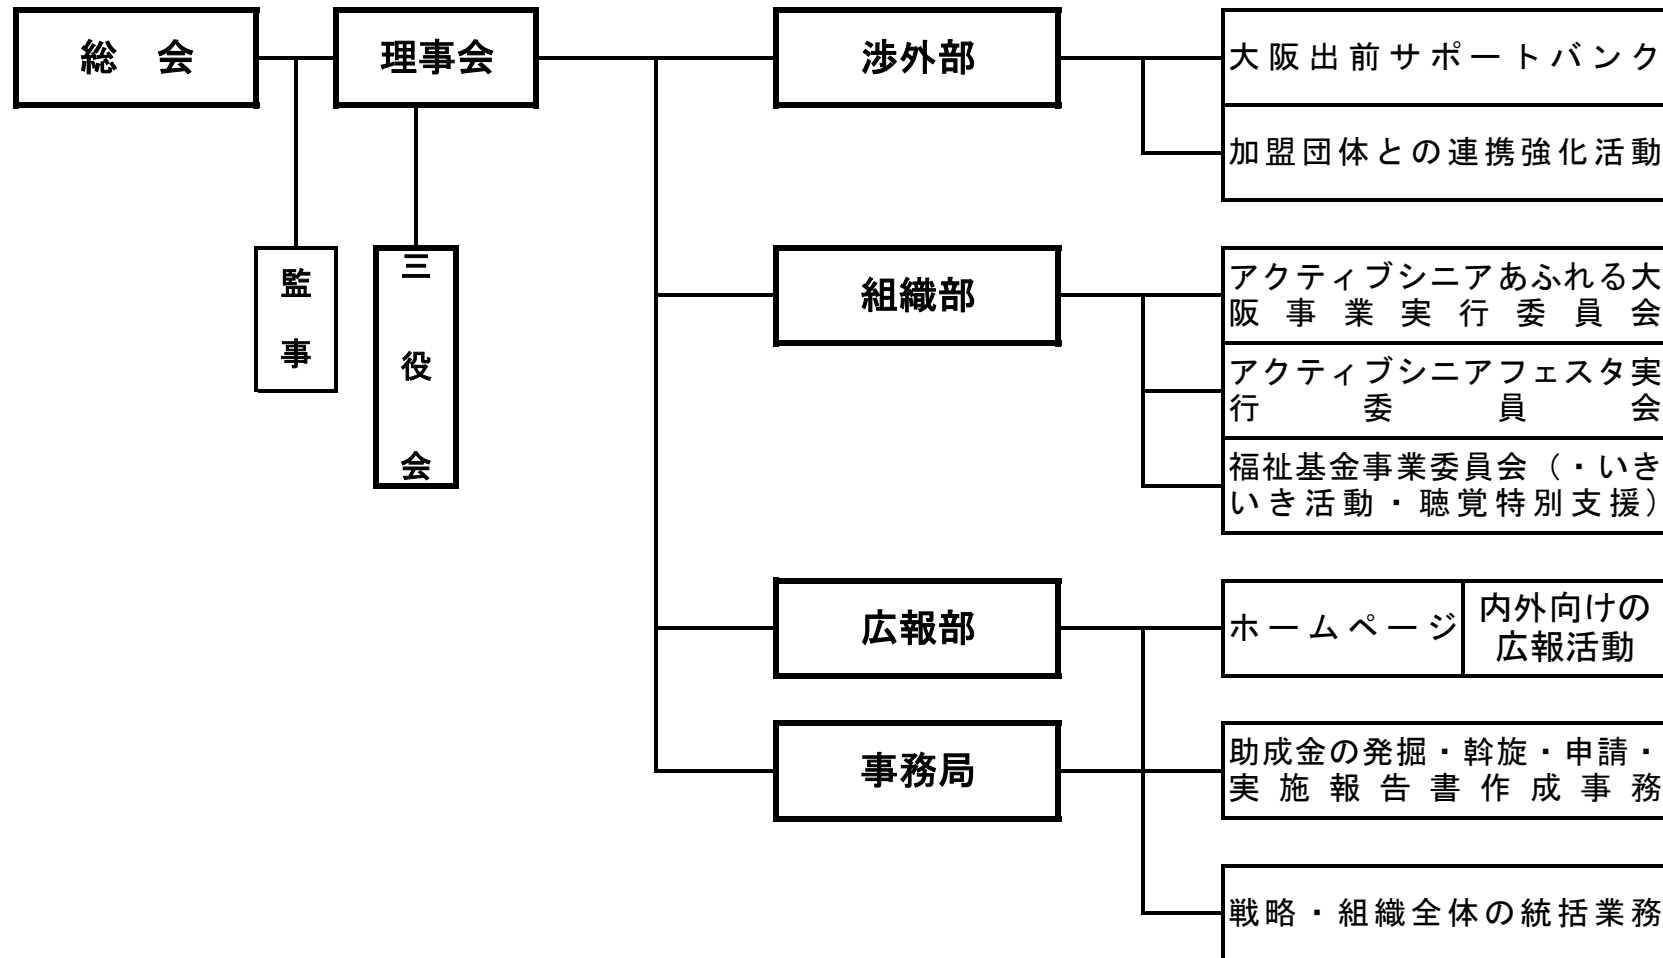 総　会
理事会
渉外部
大阪出前サポートバンク
加盟団体との連携強化活動
監事
三役会
組織部
アクティブシニアあふれる大
阪事業実行委員会
アクティブシニアフェスタ実
行委員会
福祉基金事業委員会（・いき
いき活動・聴覚特別支援）
広報部
ホームページ
内外向けの
広報活動
事務局
助成金の発掘・斡旋・申請・
実施報告書作成事務
戦略・組織全体の統括業務